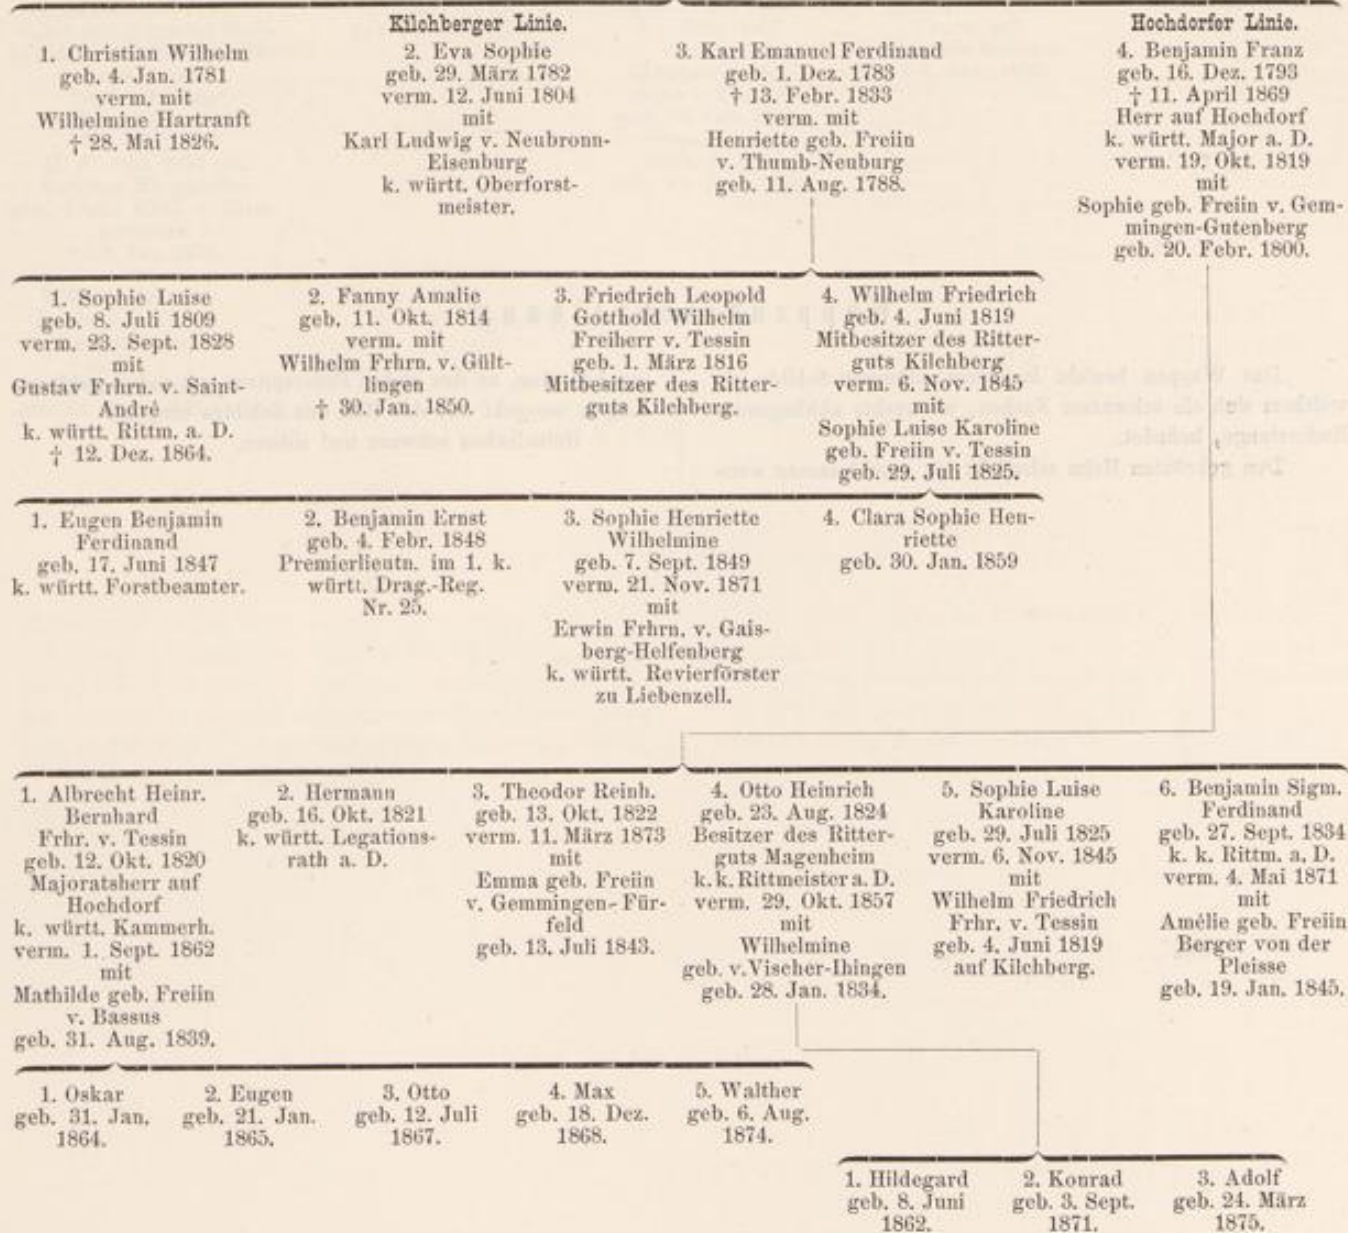 Kilchberger Linie.
Hochdorfer Linie.
1. Christian Wilhelm
geb. 4. Jan. 1781
verm. mit
Wilhelmine Hartranft
† 28. Mai 1826.
2. Eva Sophie
geb. 29. März 1782
verm. 12. Juni 1804
mit
Karl Ludwig v. Neubronn-
Eisenburg
k. württ. Oberforst-
meister.
3. Karl Emanuel Ferdinand
geb. 1. Dez. 1783
† 13. Febr. 1833
verm. mit
Henriette geb. Freiin
v. Thumb-Neuburg
geb. 11. Aug. 1788.
4. Benjamin Franz
geb. 16. Dez. 1793
† 11. April 1869
Herr auf Hochdorf
k. württ. Major a. D.
verm. 19. Okt. 1819
mit
Sophie geb. Freiin v. Gem-
mingen-Gutenberg
geb. 20. Febr. 1800.
1. Sophie Luise
geb. 8. Juli 1809
verm. 23. Sept. 1828
mit
Gustav Frhrn. v. Saint-
André
k. württ. Rittm. a. D.
† 12. Dez. 1864.
2. Fanny Amalie
geb. 11. Okt. 1814
verm. mit
Wilhelm Frhrn. v. Gült-
lingen
† 30. Jan. 1850.
3. Friedrich Leopold
Gotthold Wilhelm
Freiherr v. Tessin
geb. 1. März 1816
Mitbesitzer des Ritter-
guts Kilchberg.
4. Wilhelm Friedrich
geb. 4. Juni 1819
Mitbesitzer des Ritter-
guts Kilchberg
verm. 6. Nov. 1845
mit
Sophie Luise Karoline
geb. Freiin v. Tessin
geb. 29. Juli 1825.
1. Eugen Benjamin
Ferdinand
geb. 17. Juni 1847
k. württ. Forstbeamter.
2. Benjamin Ernst
geb. 4. Febr. 1848
Premierlieutn. im 1. k.
württ. Drag.-Reg.
Nr. 25.
3. Sophie Henriette
Wilhelmine
geb. 7. Sept. 1849
verm. 21. Nov. 1871
mit
Erwin Frhrn. v. Gais-
berg-Helfenberg
k. württ. Revierförster
zu Liebenzell.
4. Clara Sophie Hen-
riette
geb. 30. Jan. 1859
1. Albrecht Heinr.
Bernhard
Frhr. v. Tessin
geb. 12. Okt. 1820
Majoratsherr auf
Hochdorf
k. württ. Kammerh.
verm. 1. Sept. 1862
mit
Mathilde geb. Freiin
v. Bassus
geb. 31. Aug. 1839.
2. Hermann
geb. 16. Okt. 1821
k. württ. Legations-
rath a. D.
3. Theodor Reinh.
geb. 13. Okt. 1822
verm. 11. März 1873
mit
Emma geb. Freiin
v. Gemmingen-Für-
feld
geb. 13. Juli 1843.
4. Otto Heinrich
geb. 23. Aug. 1824
Besitzer des Ritter-
guts Magenheim
k. k. Rittmeister a. D.
verm. 29. Okt. 1857
mit
Wilhelmine
geb. v. Vischer-Ihingen
geb. 28. Jan. 1834.
5. Sophie Luise
Karoline
geb. 29. Juli 1825
verm. 6. Nov. 1845
mit
Wilhelm Friedrich
Frhr. v. Tessin
geb. 4. Juni 1819
auf Kilchberg.
6. Benjamin Sigm.
Ferdinand
geb. 27. Sept. 1834
k. k. Rittm. a. D.
verm. 4. Mai 1871
mit
Amélie geb. Freiin
Berger von der
Pleisse
geb. 19. Jan. 1845.
1. Oskar
geb. 31. Jan.
1864.
2. Eugen
geb. 21. Jan.
1865.
3. Otto
geb. 12. Juli
1867.
4. Max
geb. 18. Dez.
1868.
5. Walther
geb. 6. Aug.
1874.
1. Hildegard
geb. 8. Juni
1862.
2. Konrad
geb. 3. Sept.
1871.
3. Adolf
geb. 24. März
1875.